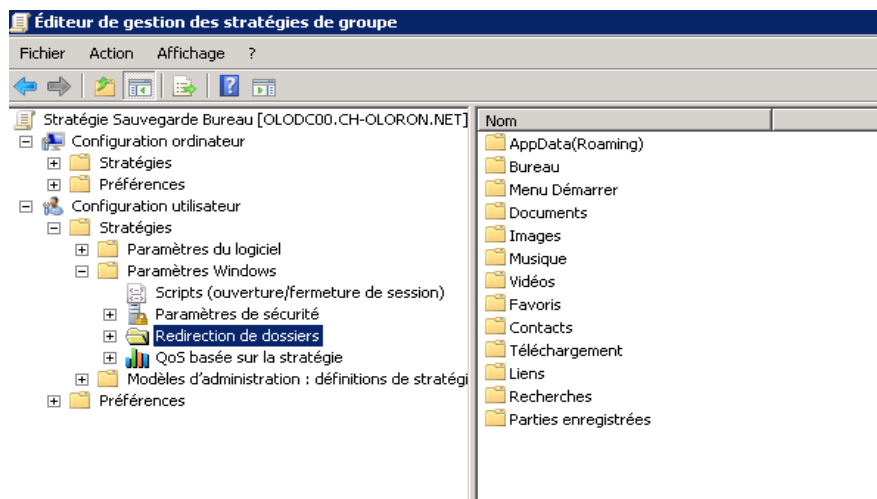 Éditeur de gestion des stratégies de groupe
Fichier Action Affichage ?
Stratégie Sauvegarde Bureau [OLODC00.CH-OLORON.NET]
Configuration ordinateur
Stratégies
Préférences
Configuration utilisateur
Stratégies
Paramètres du logiciel
Paramètres Windows
Scripts (ouverture/fermeture de session)
Paramètres de sécurité
Redirection de dossiers
QoS basée sur la stratégie
Modèles d'administration : définitions de stratégi
Préférences
Nom
AppData(Roaming)
Bureau
Menu Démarrer
Documents
Images
Musique
Vidéos
Favoris
Contacts
Téléchargement
Liens
Recherches
Parties enregistrées